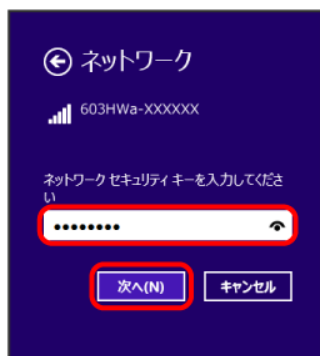 ネットワーク
603HWa-XXXXXX
ネットワーク セキュリティ キーを入力してくださ
い
••••••••
次へ(N)
キャンセル